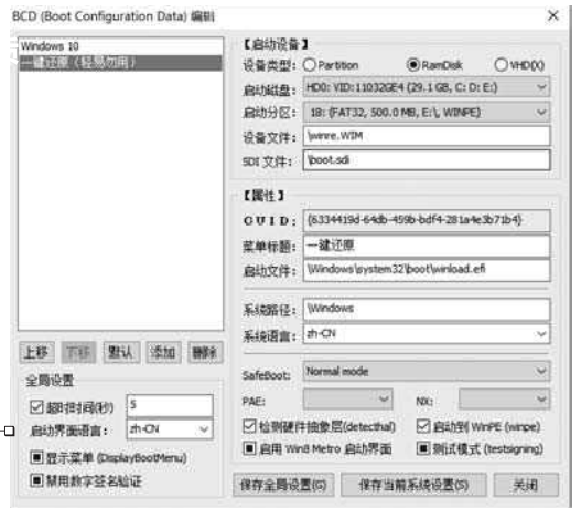 BCD (Boot Configuration Data) 编辑
Windows 10
一键还原（轻易勿用）
上移 下移 默认 添加 删除
全局设置
超时时间(秒) 5
启动界面语言： zh-CN
显示菜单 (DisplayBootMenu)
禁用数字签名验证
【启动设备】
设备类型： Partition RamDisk VHD(X)
启动磁盘： HD0: VID:11032GE4 (29.1 GB, C: D: E:)
启动分区： 1B: (FAT32, 500.0 MB, E:\, WINPE)
设备文件： \winre.WIM
SDI 文件： \boot.sdi
【属性】
GUID： {6334419d-64db-459b-bdf4-281a4e3b71b4}
菜单标题： 一键还原
启动文件： \Windows\system32\boot\winload.efi
系统路径： \Windows
系统语言： zh-CN
SafeBoot: Normal mode
PAE: NX:
检测硬件抽象层(detecthal) 启动到 WinPE (winpe)
启用 Win8 Metro 启动界面 测试模式 (testsigning)
保存全局设置(G) 保存当前系统设置(S) 关闭